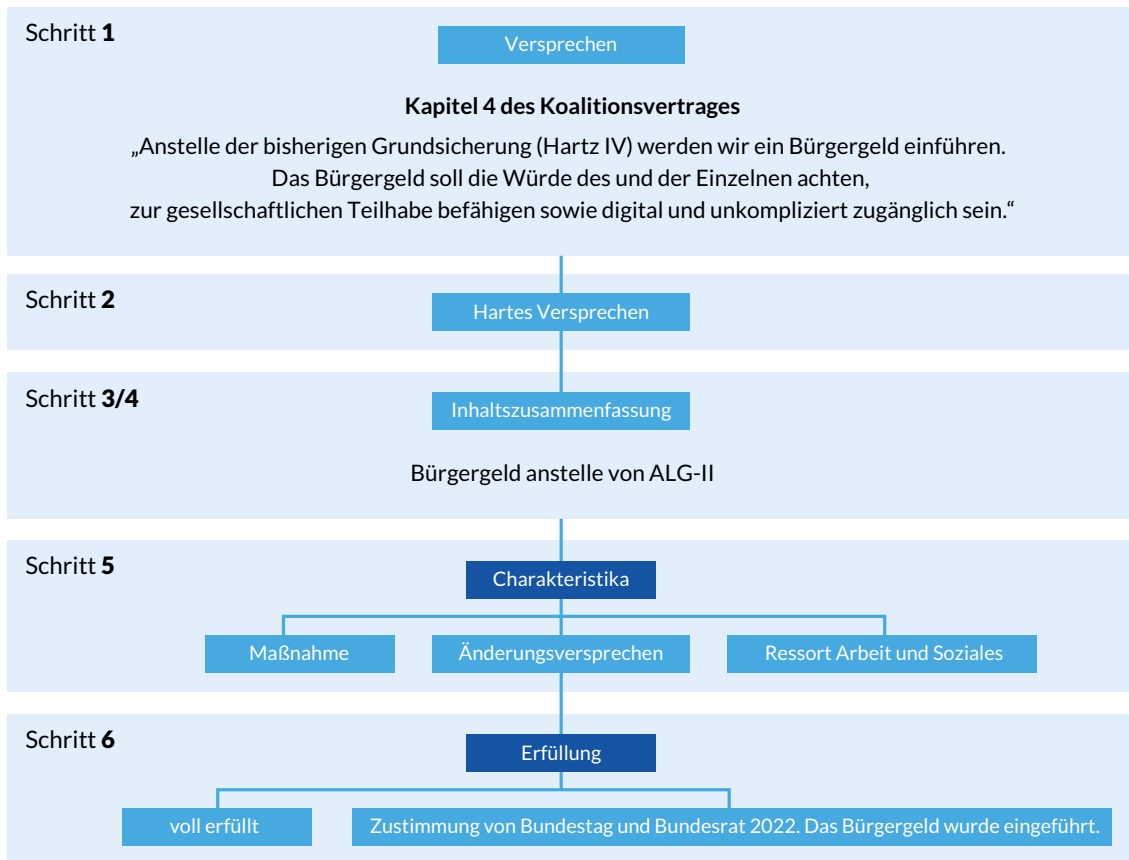 Schritt 1
Versprechen
Kapitel 4 des Koalitionsvertrages
„Anstelle der bisherigen Grundsicherung (Hartz IV) werden wir ein Bürgergeld einführen.
Das Bürgergeld soll die Würde des und der Einzelnen achten,
zur gesellschaftlichen Teilhabe befähigen sowie digital und unkompliziert zugänglich sein.“
Schritt 2
Hartes Versprechen
Schritt 3/4
Inhaltszusammenfassung
Bürgergeld anstelle von ALG-II
Schritt 5
Charakteristika
Maßnahme
Änderungsversprechen
Ressort Arbeit und Soziales
Schritt 6
Erfüllung
voll erfüllt
Zustimmung von Bundestag und Bundesrat 2022. Das Bürgergeld wurde eingeführt.